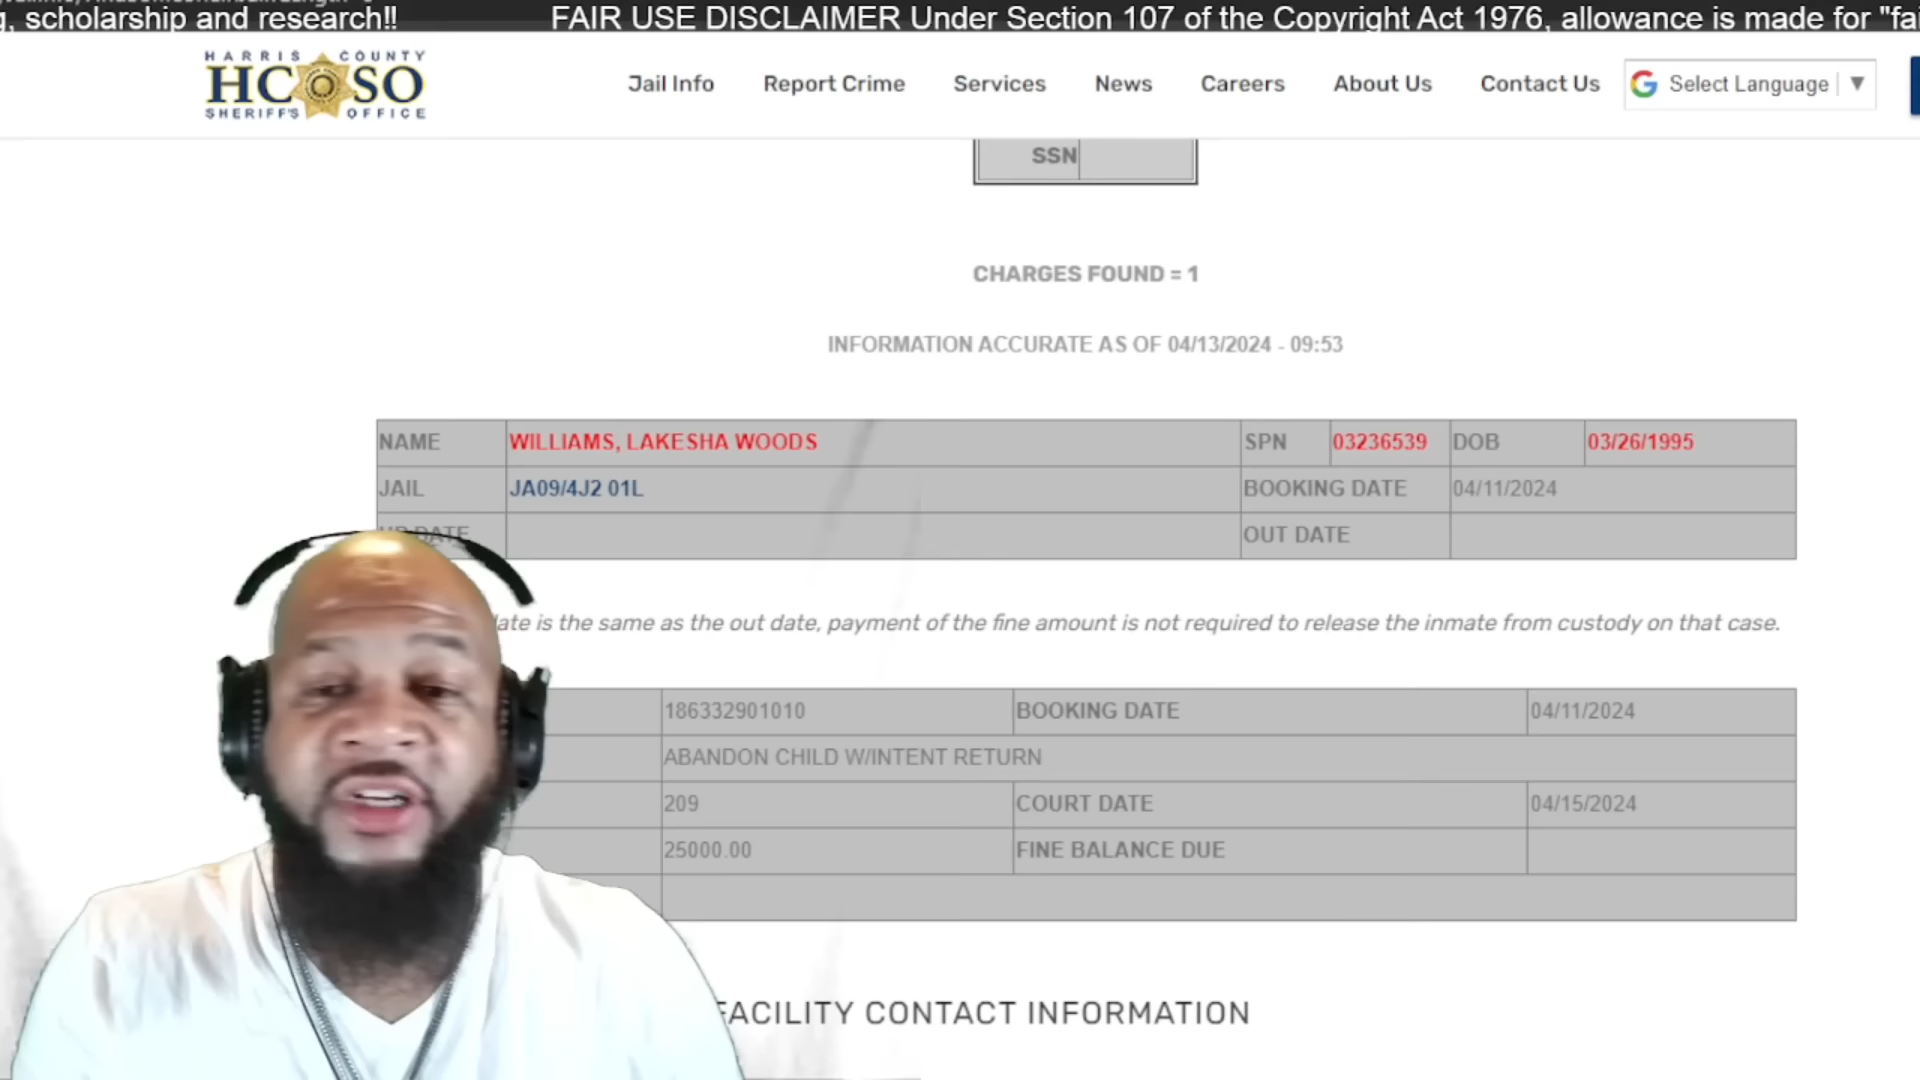 g, scholarship and research!! FAIR USE DISCLAIMER Under Section 107 of the Copyright Act 1976, allowance is made for "fai
HARRIS COUNTY
HCSO
SHERIFF'S OFFICE
Jail Info Report Crime Services News Careers About Us Contact Us Select Language ▼
SSN
CHARGES FOUND = 1
INFORMATION ACCURATE AS OF 04/13/2024 - 09:53
NAME WILLIAMS, LAKESHA WOODS SPN 03236539 DOB 03/26/1995
JAIL JA09/4J2 01L BOOKING DATE 04/11/2024
DATE OUT DATE
ate is the same as the out date, payment of the fine amount is not required to release the inmate from custody on that case.
186332901010 BOOKING DATE 04/11/2024
ABANDON CHILD W/INTENT RETURN
209 COURT DATE 04/15/2024
25000.00 FINE BALANCE DUE
FACILITY CONTACT INFORMATION